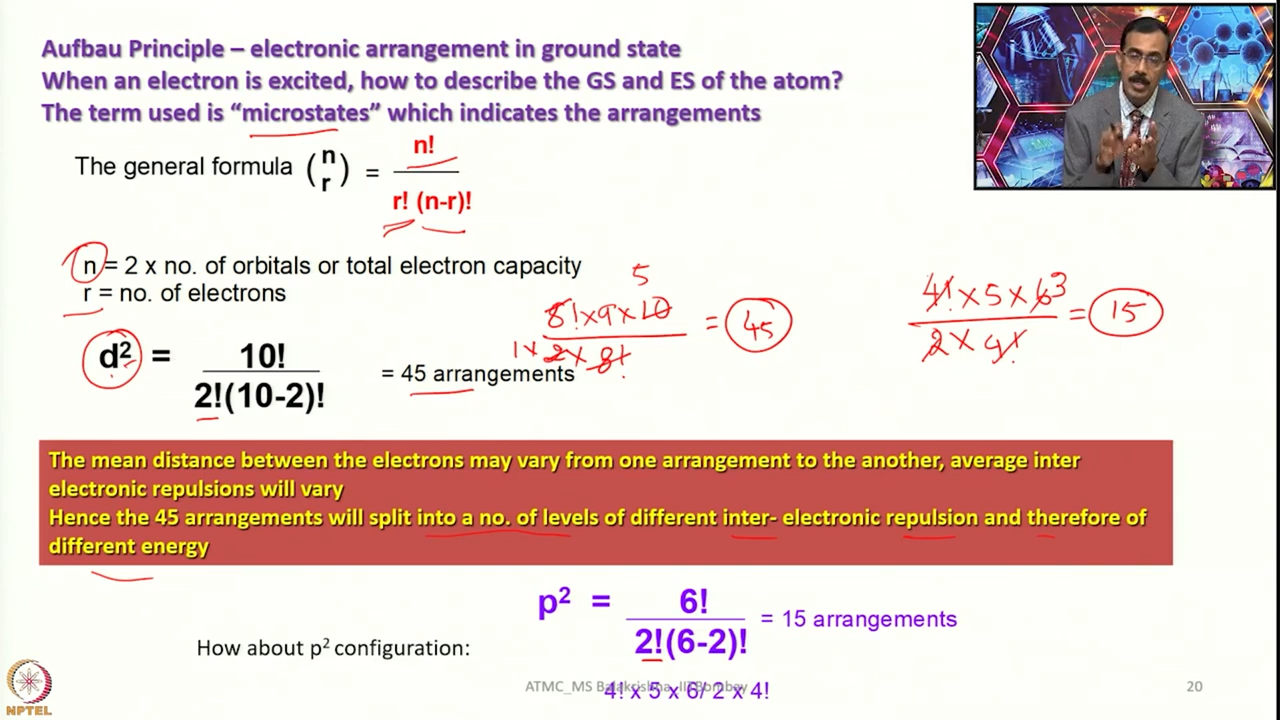 Aufbau Principle – electronic arrangement in ground state
When an electron is excited, how to describe the GS and ES of the atom?
The term used is “microstates” which indicates the arrangements
The general formula (n r) = n! / r! (n-r)!
n = 2 x no. of orbitals or total electron capacity
r = no. of electrons
d² = 10! / 2!(10-2)! = 45 arrangements
5
8! x 9 x 10 / 1 x 2 x 8! = 45
4! x 5 x 6 3 / 2 x 4! = 15
The mean distance between the electrons may vary from one arrangement to the another, average inter
electronic repulsions will vary
Hence the 45 arrangements will split into a no. of levels of different inter- electronic repulsion and therefore of
different energy
p² = 6! / 2!(6-2)! = 15 arrangements
How about p² configuration:
4! x 5 x 6/ 2 x 4!
ATMC_MS Balakrishna, IIT Bombay
20
NPTEL